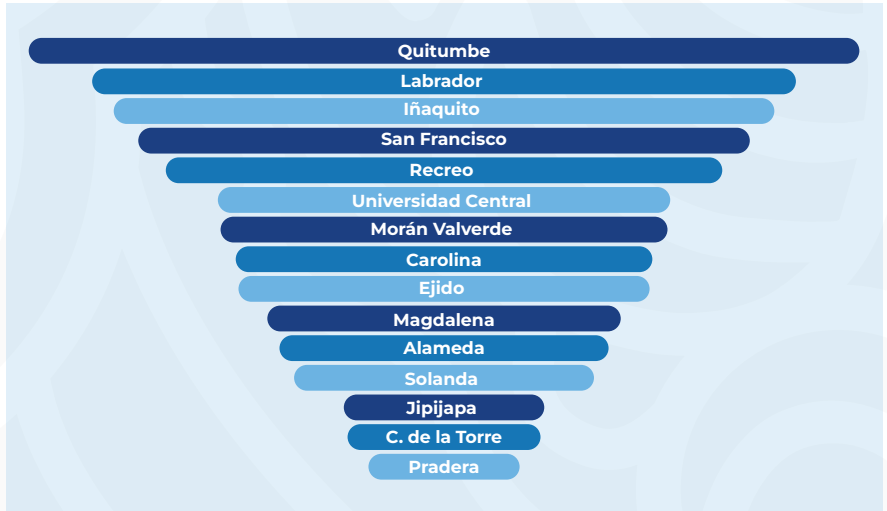 Quitumbe
Labrador
Iñaquito
San Francisco
Recreo
Universidad Central
Morán Valverde
Carolina
Ejido
Magdalena
Alameda
Solanda
Jipijapa
C. de la Torre
Pradera